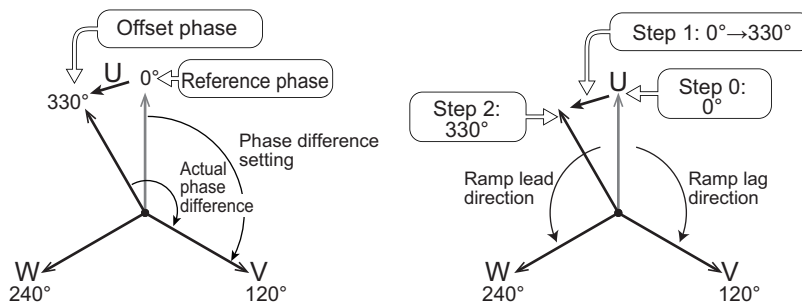 Offset phase
U
0°
Reference phase
330°
Phase difference
setting
Actual
phase
difference
W
240°
V
120°
Step 1: 0°→330°
U
Step 0:
0°
Step 2:
330°
Ramp lead
direction
Ramp lag
direction
W
240°
V
120°